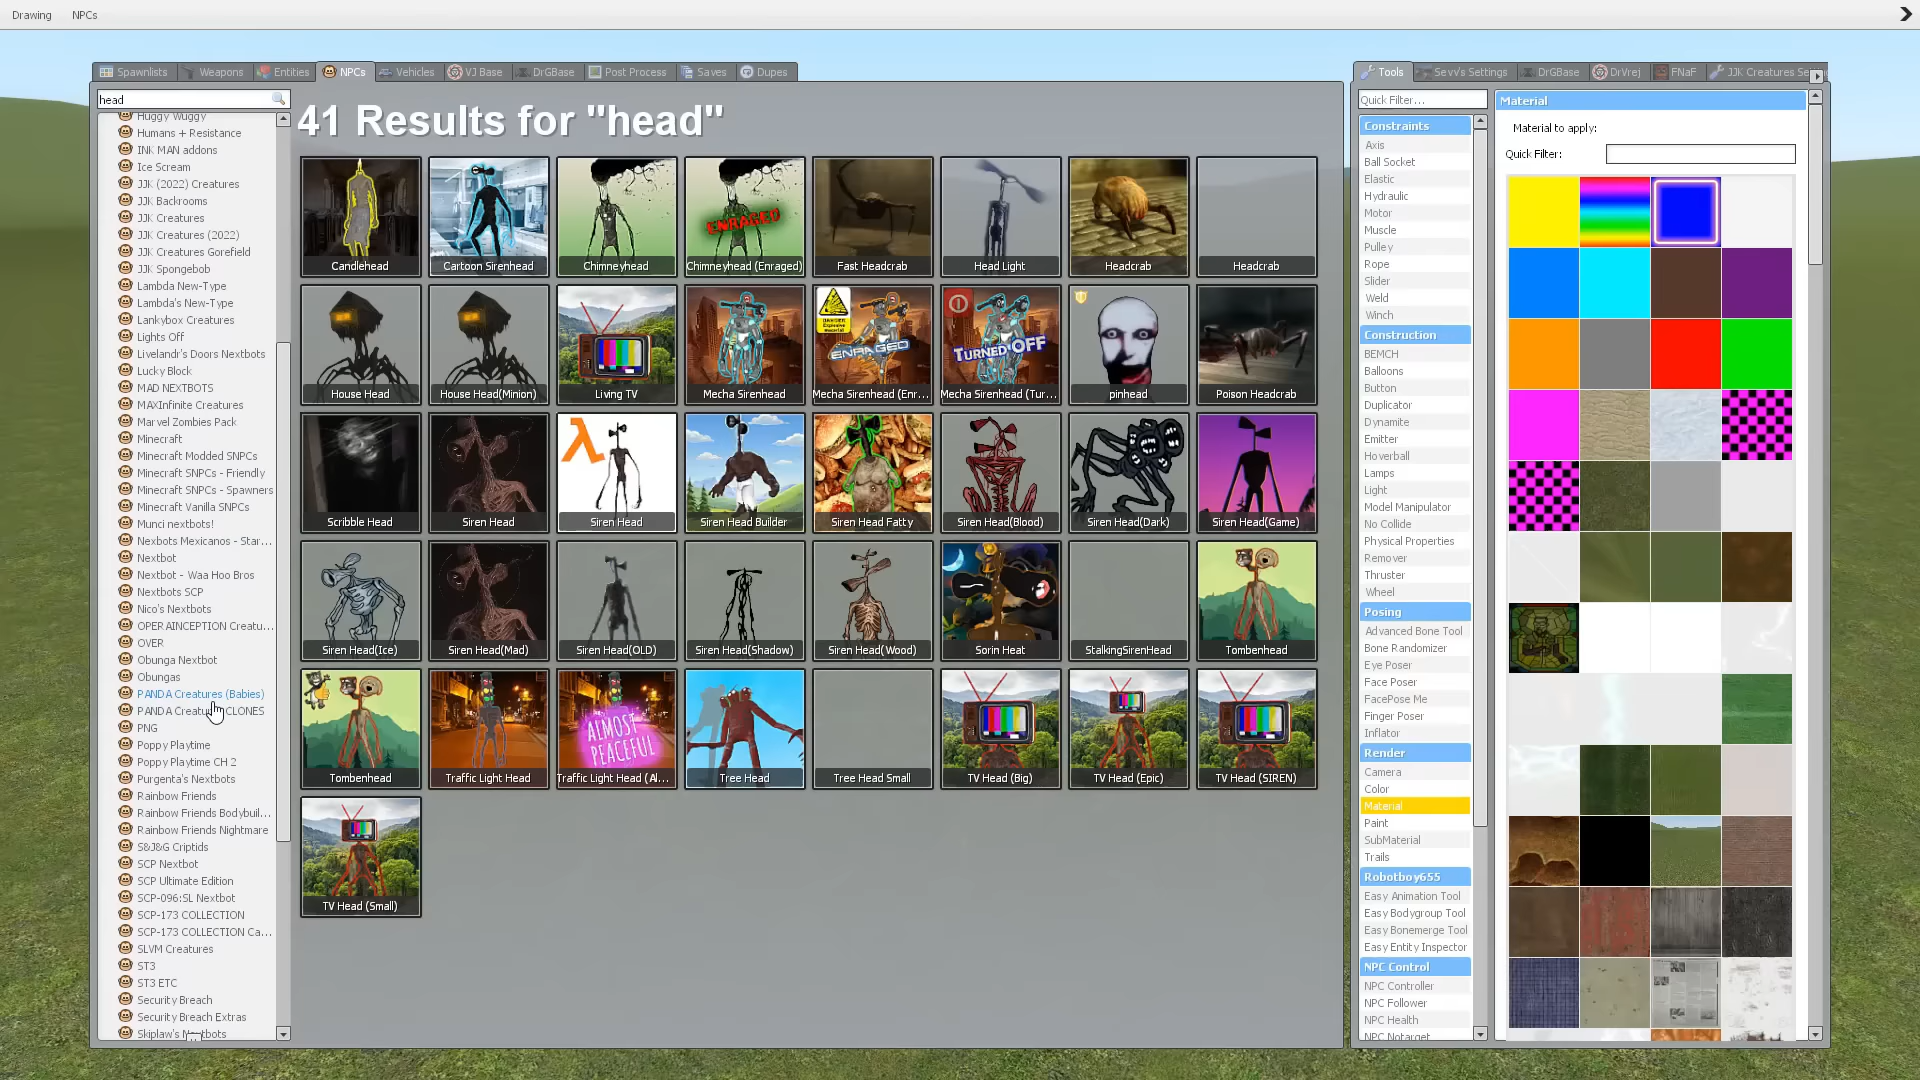 Drawing NPCs
Spawnlists Weapons Entities NPCs Vehicles VJ Base DrGBase Post Process Saves Dupes
head
Huggy Wuggy
Humans + Resistance
INK MAN addons
Ice Scream
JJK (2022) Creatures
JJK Backrooms
JJK Creatures
JJK Creatures (2022)
JJK Creatures Gorefield
JJK Spongebob
Lambda New-Type
Lambda's New-Type
Lankybox Creatures
Lights Off
Livelandr's Doors Nextbots
Lucky Block
MAD NEXTBOTS
MAXInfinite Creatures
Marvel Zombies Pack
Minecraft
Minecraft Modded SNPCs
Minecraft SNPCs - Friendly
Minecraft SNPCs - Spawners
Minecraft Vanilla SNPCs
Munci nextbots!
Nexbots Mexicanos - Star...
Nextbot
Nextbot - Waa Hoo Bros
Nextbots SCP
Nico's Nextbots
OPERAINCEPTION Creatu...
OVER
Obunga Nextbot
Obungas
PANDA Creatures (Babies)
PANDA Creatu CLONES
PNG
Poppy Playtime
Poppy Playtime CH 2
Purgenta's Nextbots
Rainbow Friends
Rainbow Friends Bodybuil...
Rainbow Friends Nightmare
S&J&G Criptids
SCP Nextbot
SCP Ultimate Edition
SCP-096:SL Nextbot
SCP-173 COLLECTION
SCP-173 COLLECTION Ca...
SLVM Creatures
ST3
ST3 ETC
Security Breach
Security Breach Extras
Skiplaw's
41 Results for "head"
ENRAGED
Candlehead Cartoon Sirenhead Chimneyhead Chimneyhead (Enraged) Fast Headcrab Head Light Headcrab Headcrab
DANGER
ENRAGED
TURNED OFF
House Head House Head(Minion) Living TV Mecha Sirenhead Mecha Sirenhead (Enr... Mecha Sirenhead (Tur... pinhead Poison Headcrab
λ
Scribble Head Siren Head Siren Head Siren Head Builder Siren Head Fatty Siren Head(Blood) Siren Head(Dark) Siren Head(Game)
Siren Head(Ice) Siren Head(Mad) Siren Head(OLD) Siren Head(Shadow) Siren Head(Wood) Sorin Heat StalkingSirenHead Tombenhead
ALMOST
PEACEFUL
Tombenhead Traffic Light Head Traffic Light Head (Al... Tree Head Tree Head Small TV Head (Big) TV Head (Epic) TV Head (SIREN)
TV Head (Small)
Tools Sevv's Settings DrGBase DrVrej FNaF JJK Creatures Se
Quick Filter...
Constraints
Axis
Ball Socket
Elastic
Hydraulic
Motor
Muscle
Pulley
Rope
Slider
Weld
Winch
Construction
BEMCH
Balloons
Button
Duplicator
Dynamite
Emitter
Hoverball
Lamps
Light
Model Manipulator
No Collide
Physical Properties
Remover
Thruster
Wheel
Posing
Advanced Bone Tool
Bone Randomizer
Eye Poser
Face Poser
FacePose Me
Finger Poser
Inflator
Render
Camera
Color
Material
Paint
SubMaterial
Trails
Robotboy655
Easy Animation Tool
Easy Bodygroup Tool
Easy Bonemerge Tool
Easy Entity Inspector
NPC Control
NPC Controller
NPC Follower
NPC Health
NPC Notarget
Material
Material to apply:
Quick Filter: